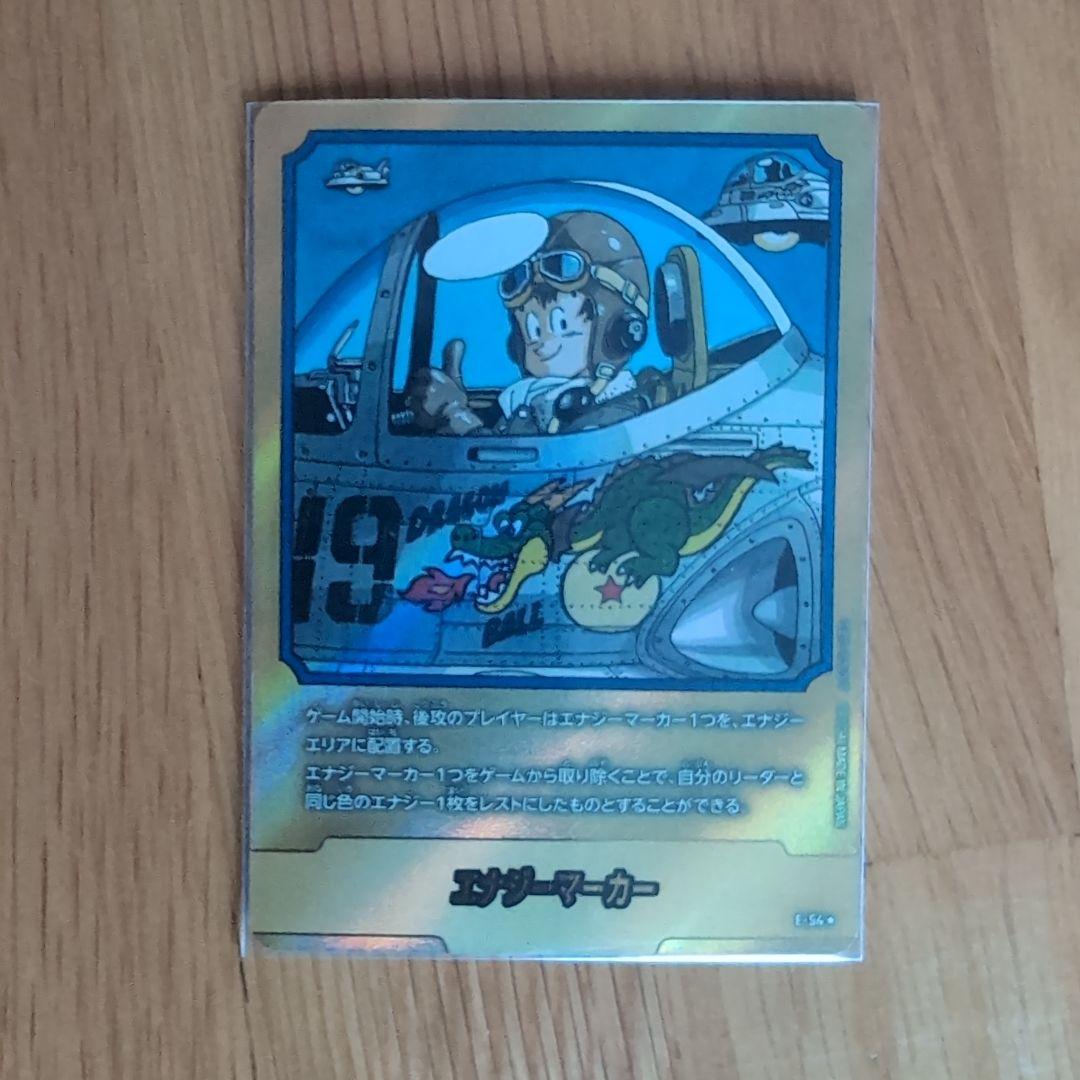 19
DRAGON
BALL
ゲーム開始時、後攻のプレイヤーはエナジーマーカー1つを、エナジー
エリアに配置する。
エナジーマーカー1つをゲームから取り除くことで、自分のリーダーと
同じ色のエナジー1枚をレストにしたものとすることができる。
エナジーマーカー
E-54★
MADE IN JAPAN